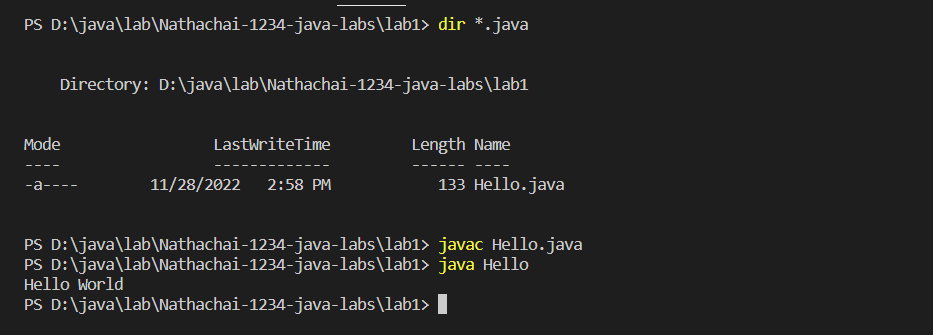 PS D:\java\lab\Nathachai-1234-java-labs\lab1> dir *.java
Directory: D:\java\lab\Nathachai-1234-java-labs\lab1
Mode LastWriteTime Length Name
---- ------------- ------ ----
-a---- 11/28/2022 2:58 PM 133 Hello.java
PS D:\java\lab\Nathachai-1234-java-labs\lab1> javac Hello.java
PS D:\java\lab\Nathachai-1234-java-labs\lab1> java Hello
Hello World
PS D:\java\lab\Nathachai-1234-java-labs\lab1>